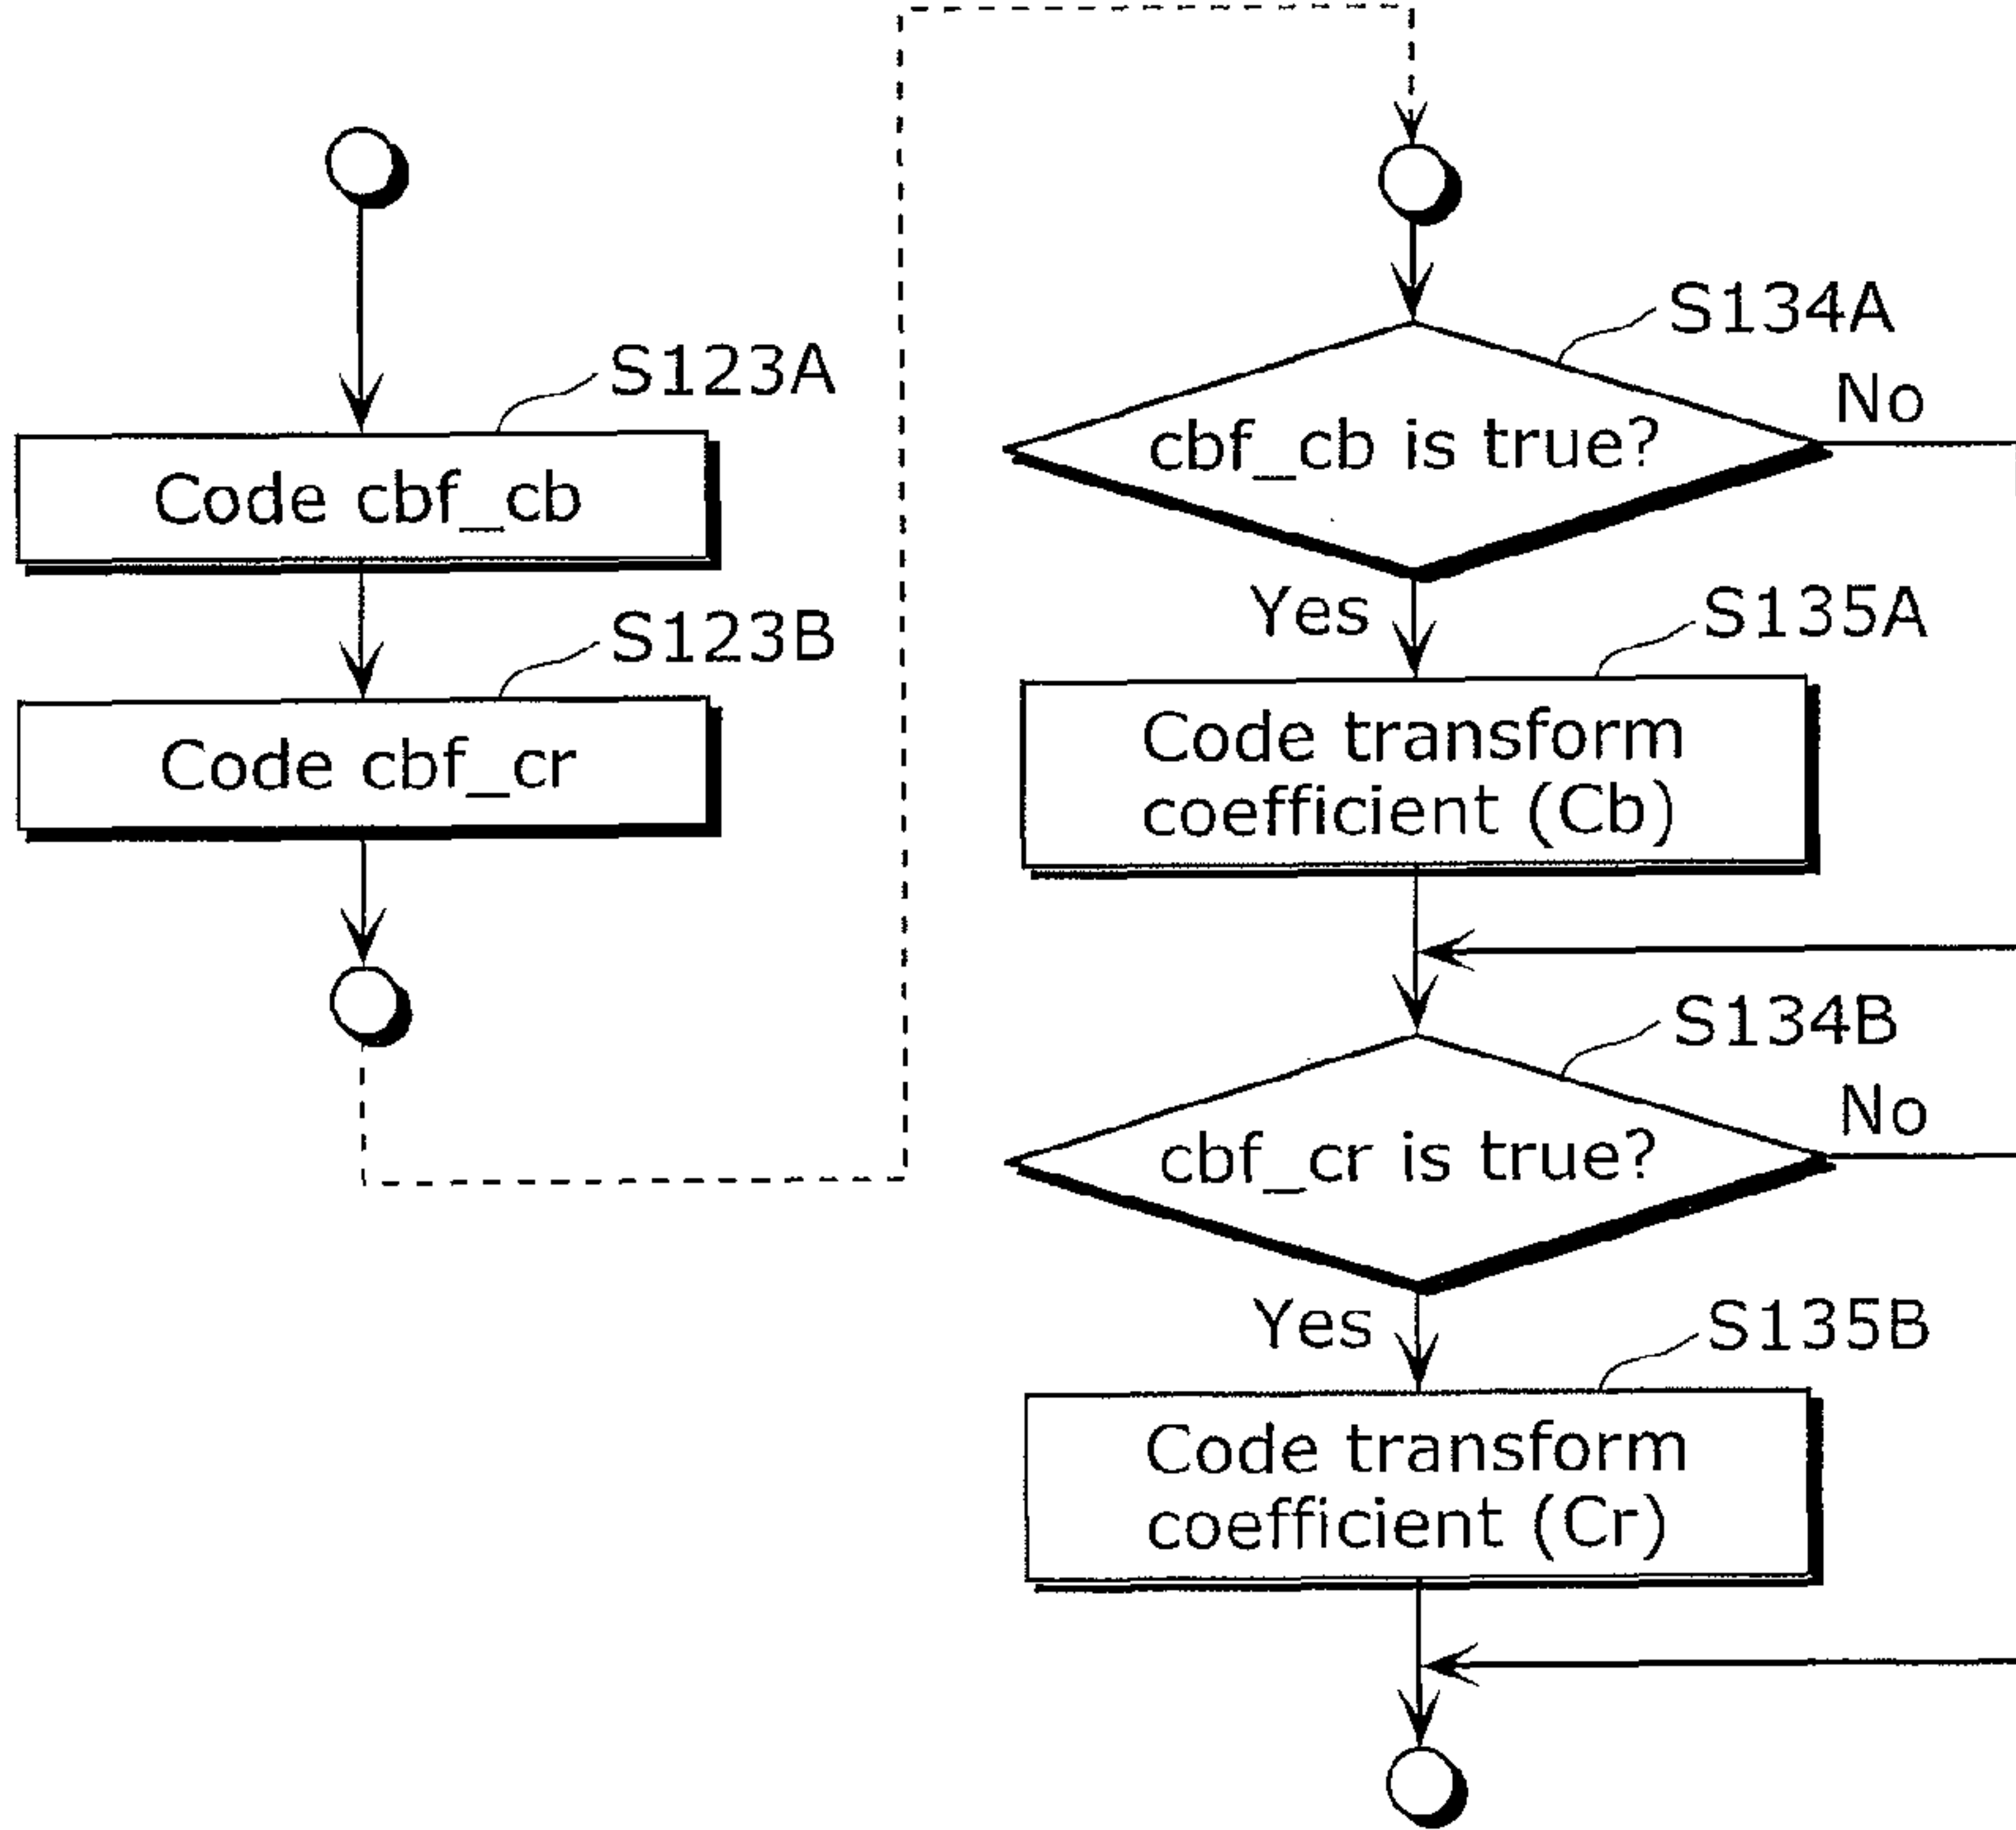 S123A
Code cbf_cb
S123B
Code cbf_cr
S134A
No
cbf_cb is true?
Yes
S135A
Code transform
coefficient (Cb)
S134B
No
cbf_cr is true?
Yes
S135B
Code transform
coefficient (Cr)